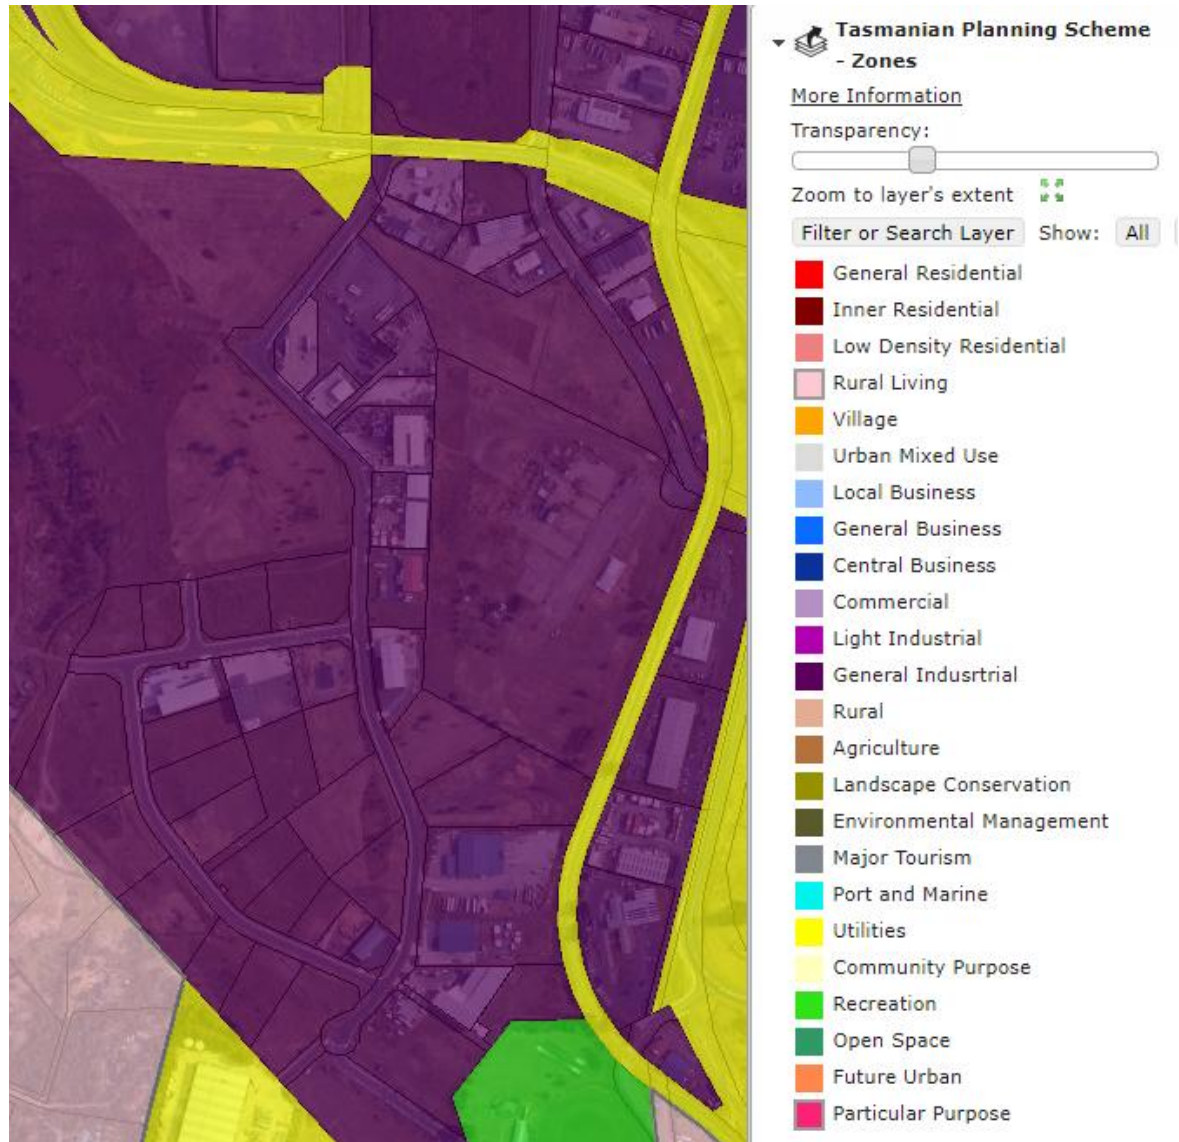 Tasmanian Planning Scheme
- Zones
More Information
Transparency:
Zoom to layer's extent
Filter or Search Layer Show: All
General Residential
Inner Residential
Low Density Residential
Rural Living
Village
Urban Mixed Use
Local Business
General Business
Central Business
Commercial
Light Industrial
General Indusrtrial
Rural
Agriculture
Landscape Conservation
Environmental Management
Major Tourism
Port and Marine
Utilities
Community Purpose
Recreation
Open Space
Future Urban
Particular Purpose